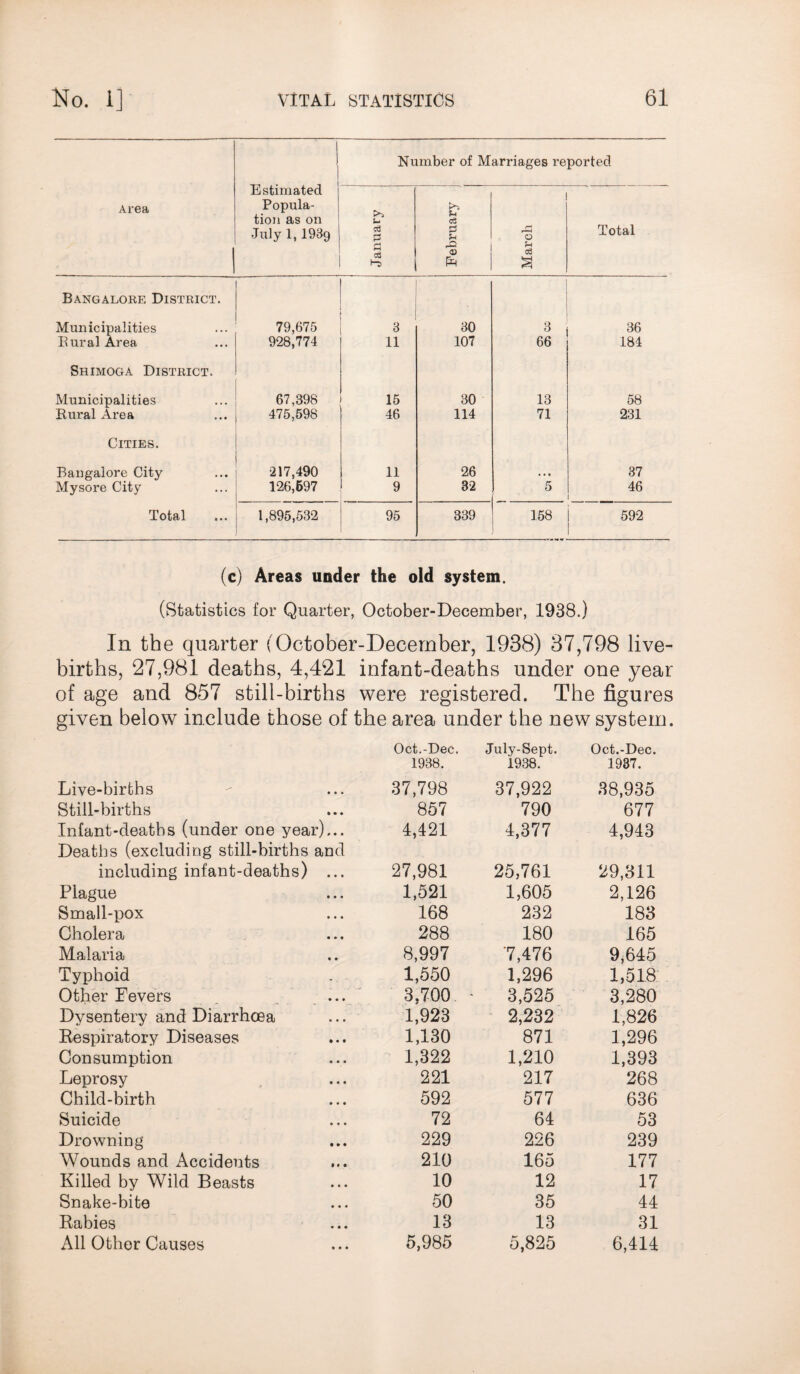 No. 1] VITAL STATISTICS 61
Area
Estimated Population as on July 1, 1939
Number of Marriages reported
January February March Total
BANGALORE DISTRICT.
Municipalities ... 79,675 3 30 3 36
Rural Area ... 928,774 11 107 66 184
SHIMOGA DISTRICT.
Municipalities ... 67,398 15 30 13 58
Rural Area ... 475,598 46 114 71 231
CITIES.
Bangalore City ... 217,490 11 26 ... 37
Mysore City ... 126,597 9 32 5 46
Total ... 1,895,532 95 339 158 592
(c) Areas under the old system.
(Statistics for Quarter, October-December, 1938.)
In the quarter (October-December, 1938) 37,798 live-
births, 27,981 deaths, 4,421 infant-deaths under one year
of age and 857 still-births were registered. The figures
given below include those of the area under the new system.
Oct.-Dec. July-Sept. Oct.-Dec.
1938. 1938. 1937.
Live-births ... 37,798 37,922 38,935
Still-births ... 857 790 677
Infant-deaths (under one year)... 4,421 4,377 4,943
Deaths (excluding still-births and
including infant-deaths) ... 27,981 25,761 29,311
Plague ... 1,521 1,605 2,126
Small-pox ... 168 232 183
Cholera ... 288 180 165
Malaria .. 8,997 7,476 9,645
Typhoid 1,550 1,296 1,518
Other Fevers ... 3,700 3,525 3,280
Dysentery and Diarrhœa ... 1,923 2,232 1,826
Respiratory Diseases ... 1,130 871 1,296
Consumption ... 1,322 1,210 1,393
Leprosy ... 221 217 268
Child-birth ... 592 577 636
Suicide ... 72 64 53
Drowning ... 229 226 239
Wounds and Accidents ... 210 165 177
Killed by Wild Beasts ... 10 12 17
Snake-bite ... 50 35 44
Rabies ... 13 13 31
All Other Causes ... 5,985 5,825 6,414